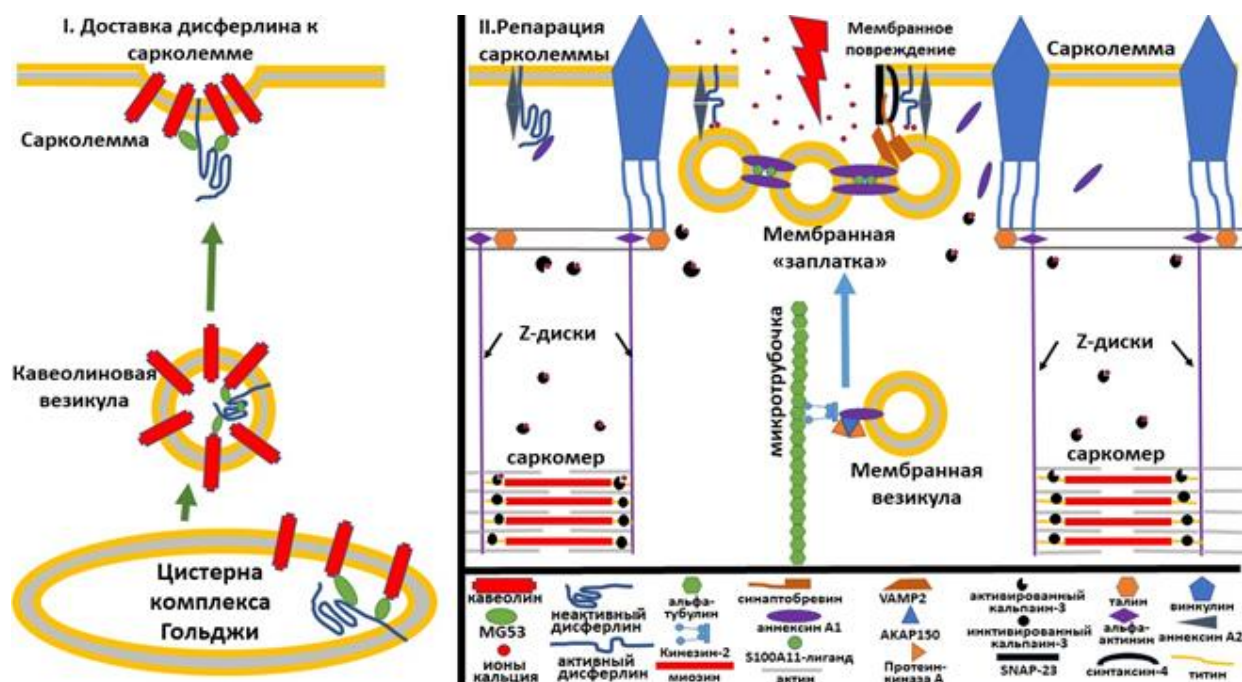 I. Доставка дисферлина к
сарколемме
Сарколемма
Кавеолиновая
везикула
Цистерна
комплекса
Гольджи
II.Репарация
сарколеммы
Мембранное
повреждение
Сарколемма
Мембранная
«заплатка»
Z-диски
Z-диски
микротрубочка
саркомер
саркомер
Мембранная
везикула
кавеолин
MG53
ионы
кальция
неактивный
дисферлин
активный
дисферлин
альфа-
тубулин
Кинезин-2
миозин
синаптобревин
аннексин А1
S100A11-лиганд
актин
VAMP2
AKAP150
Протеин-
киназа А
активированный
кальпаин-3
инктивированный
кальпаин-3
SNAP-23
талин
альфа-
актинин
синтаксин-4
винкулин
аннексин А2
титин